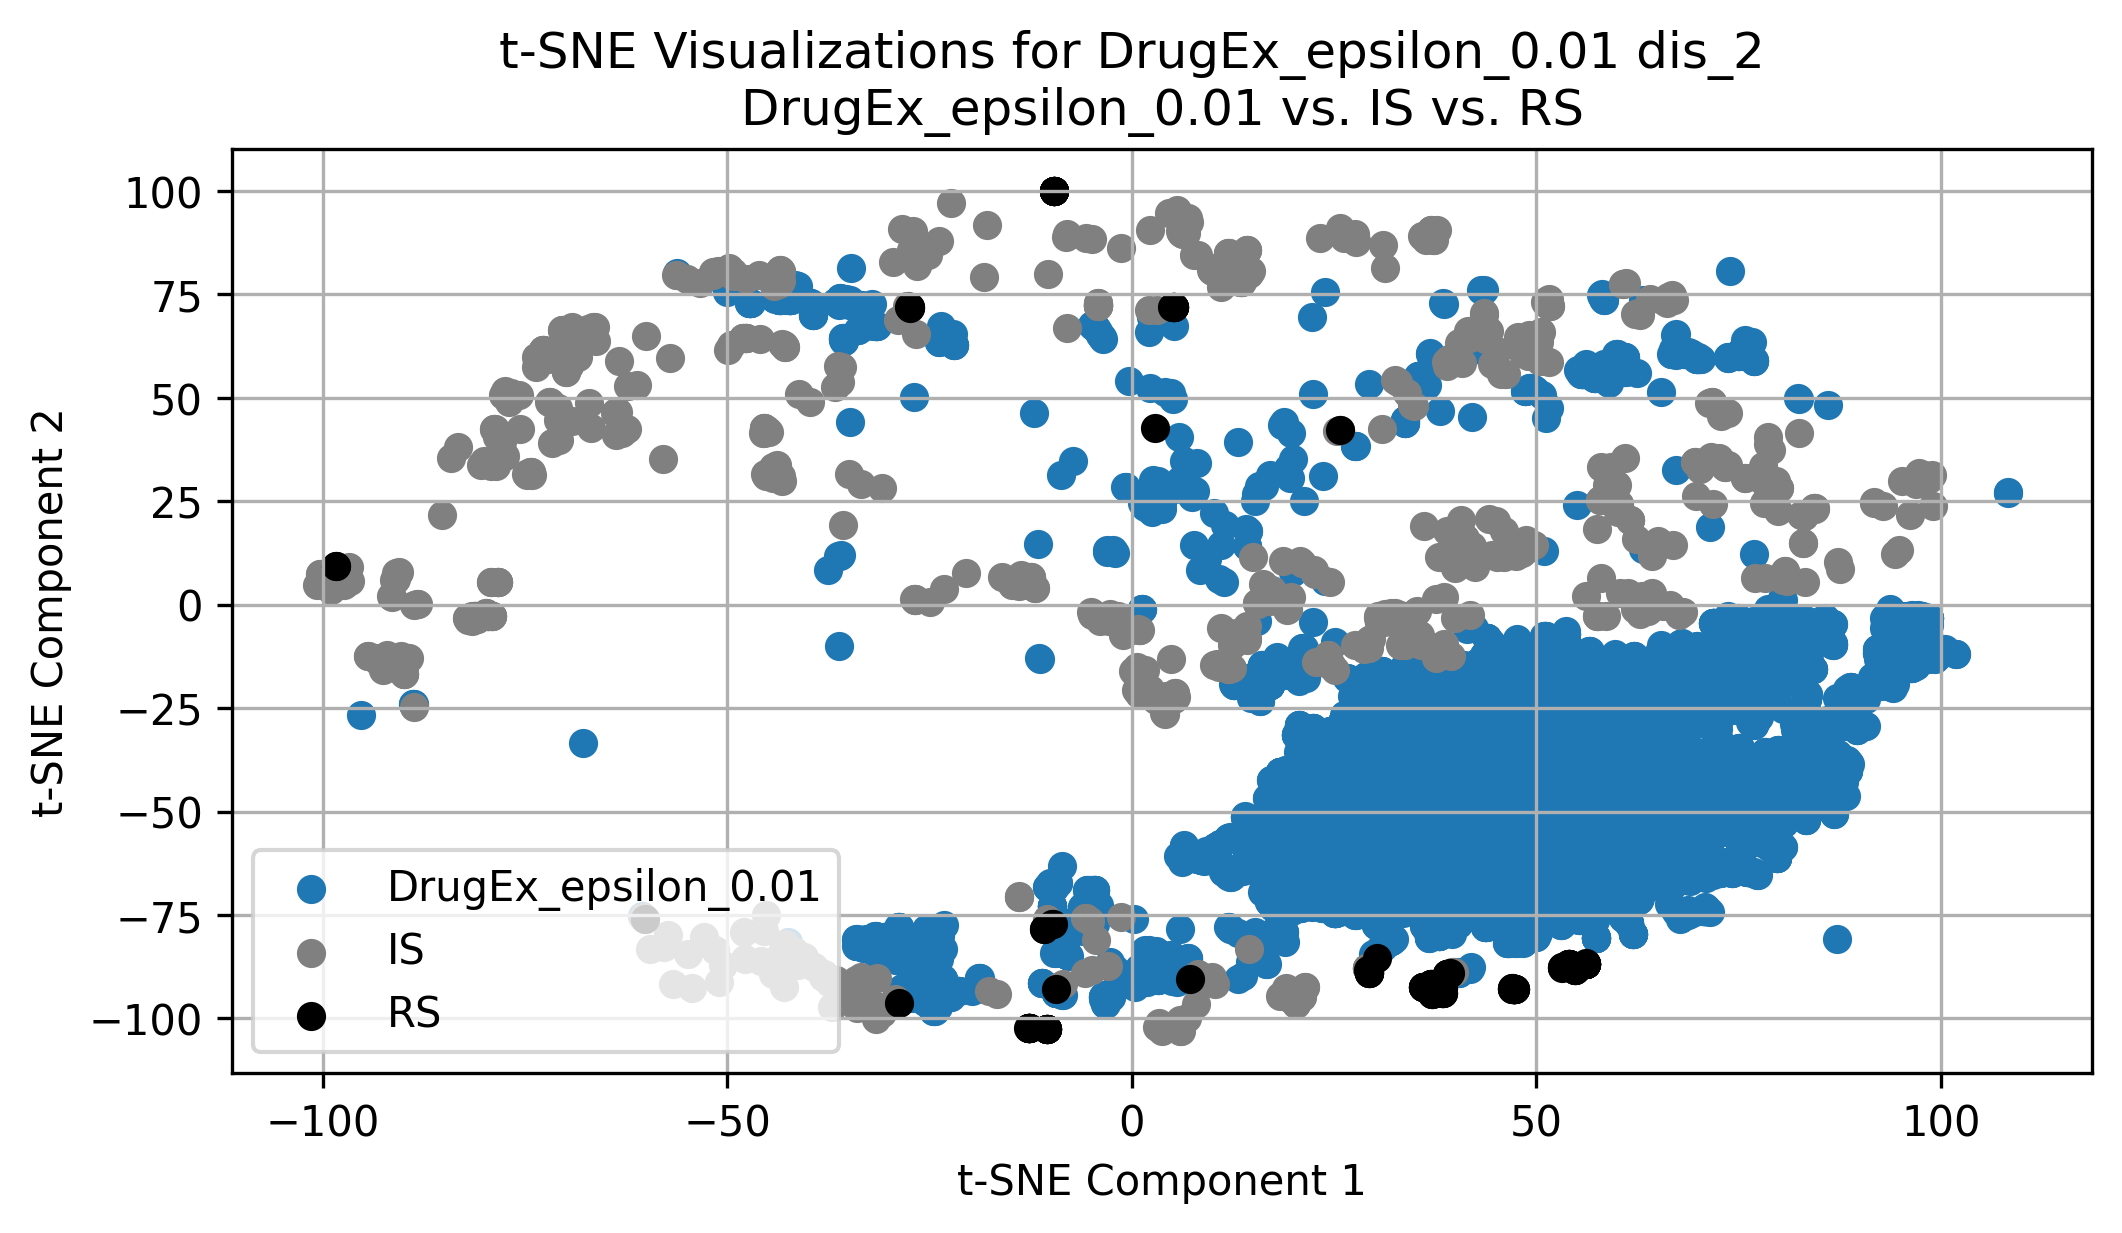 t-SNE Visualizations for DrugEx_epsilon_0.01 dis_2
DrugEx_epsilon_0.01 vs. IS vs. RS
t-SNE Component 2
100
75
50
25
0
−25
−50
−75
−100
DrugEx_epsilon_0.01
IS
RS
−100
−50
0
50
100
t-SNE Component 1